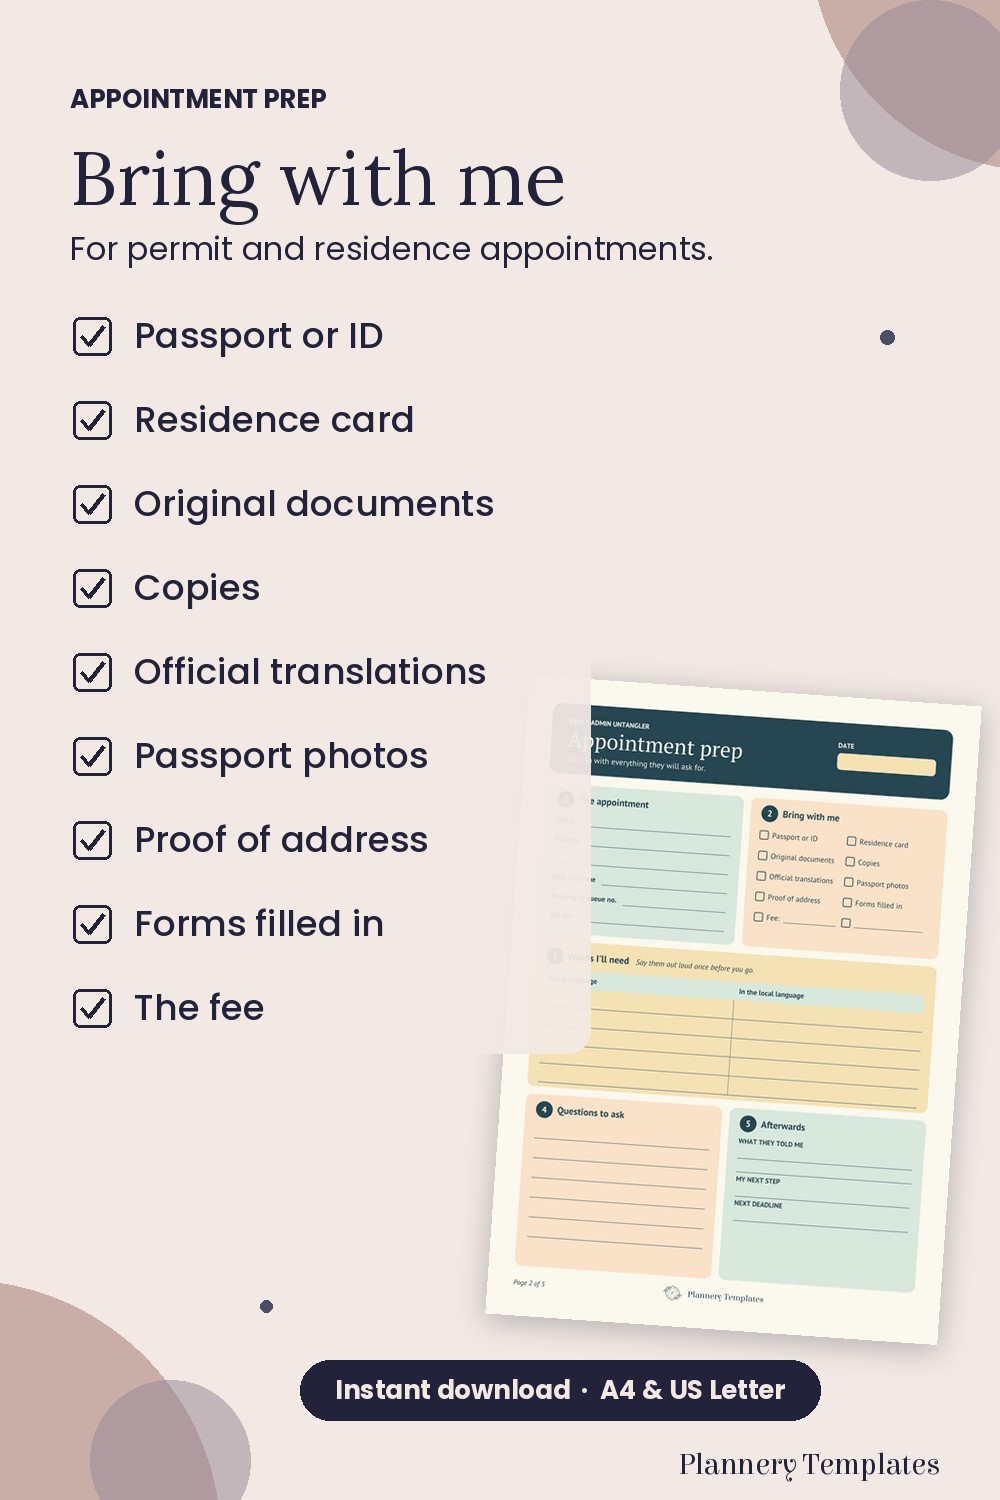 APPOINTMENT PREP
Bring with me
For permit and residence appointments.
Passport or ID
Residence card
Original documents
Copies
Official translations
Passport photos
Proof of address
Forms filled in
The fee
ADMIN UNTANGLER
Appointment prep
with everything they will ask for.
DATE
appointment
queue no.
2 Bring with me
Passport or ID
Residence card
Original documents
Copies
Official translations
Passport photos
Proof of address
Forms filled in
Fee:
I'll need Say them out loud once before you go.
In the local language
4 Questions to ask
5 Afterwards
WHAT THEY TOLD ME
MY NEXT STEP
NEXT DEADLINE
Page 2 of 5
Plannery Templates
Instant download · A4 & US Letter
Plannery Templates